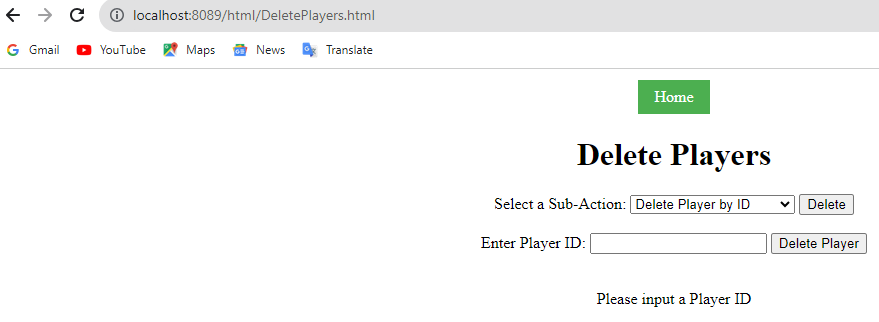 localhost:8089/html/DeletePlayers.html
Gmail YouTube Maps News Translate
Home
Delete Players
Select a Sub-Action: Delete Player by ID Delete
Enter Player ID: Delete Player
Please input a Player ID